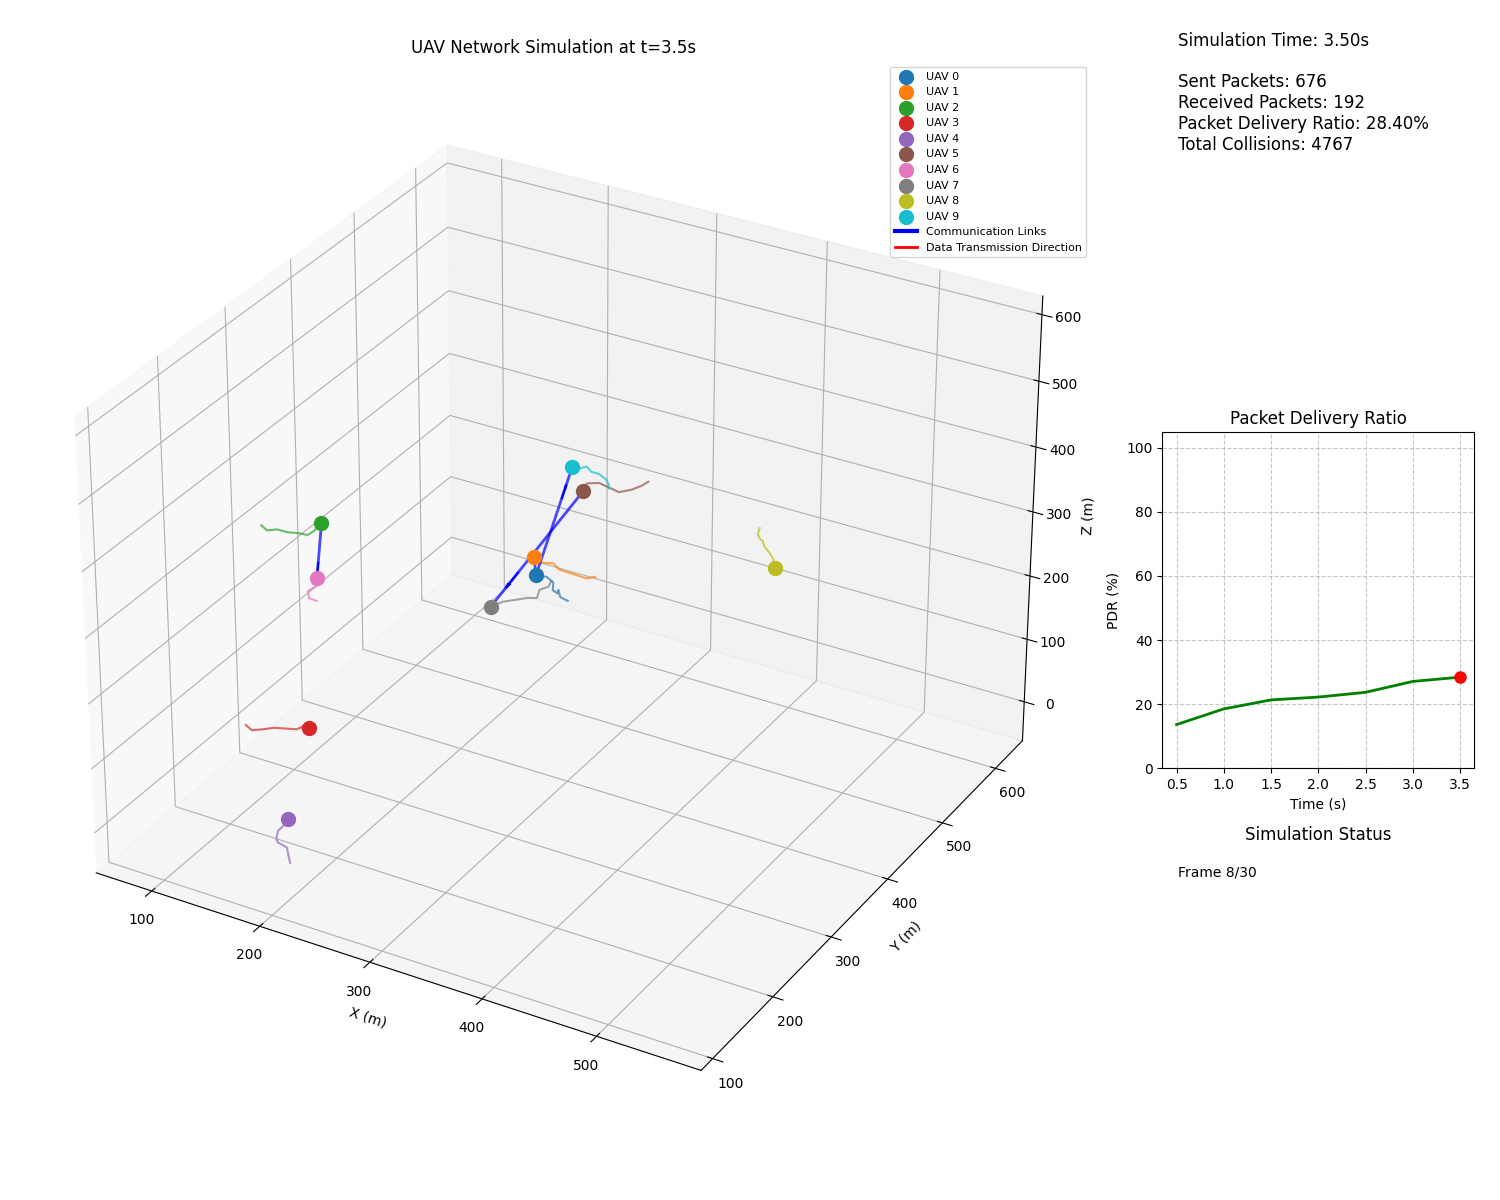 UAV Network Simulation at t=3.5s
UAV 0
UAV 1
UAV 2
UAV 3
UAV 4
UAV 5
UAV 6
UAV 7
UAV 8
UAV 9
Communication Links
Data Transmission Direction
600
500
400
300
200
100
0
Z (m)
600
500
400
300
200
100
Y (m)
100
200
300
400
500
X (m)
Simulation Time: 3.50s
Sent Packets: 676
Received Packets: 192
Packet Delivery Ratio: 28.40%
Total Collisions: 4767
Packet Delivery Ratio
100
80
60
40
20
0
PDR (%)
0.5 1.0 1.5 2.0 2.5 3.0 3.5
Time (s)
Simulation Status
Frame 8/30